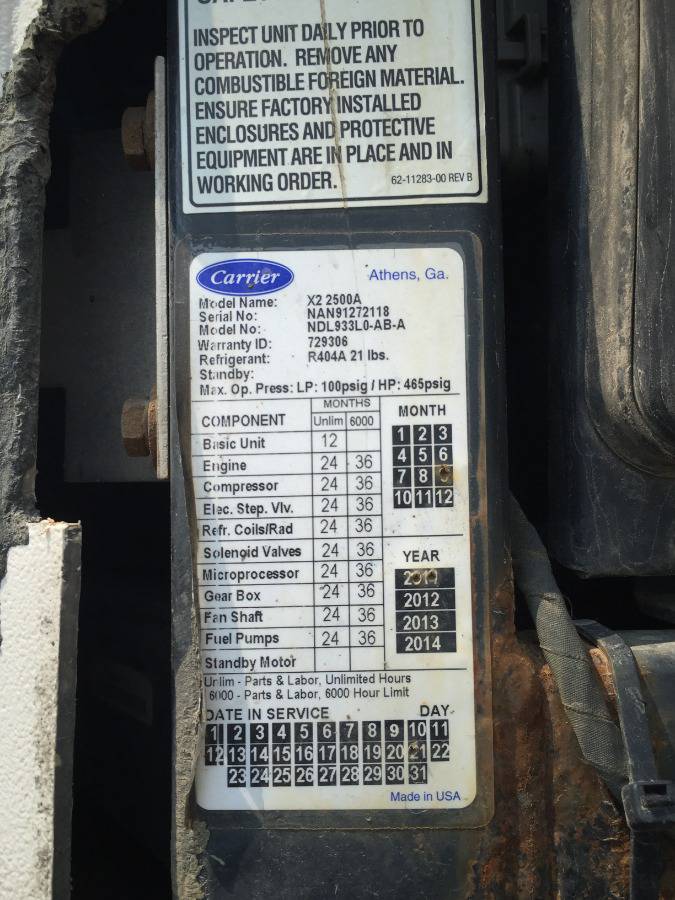 INSPECT UNIT DAILY PRIOR TO
OPERATION. REMOVE ANY
COMBUSTIBLE FOREIGN MATERIAL.
ENSURE FACTORY INSTALLED
ENCLOSURES AND PROTECTIVE
EQUIPMENT ARE IN PLACE AND IN
WORKING ORDER. 62-11283-00 REV B
Carrier Athens, Ga.
Model Name: X2 2500A
Serial No: NAN91272118
Model No: NDL933L0-AB-A
Warranty ID: 729306
Refrigerant: R404A 21 lbs.
Standby:
Max. Op. Press: LP: 100psig / HP: 465psig
COMPONENT MONTHS
Unlim 6000
Basic Unit 12
Engine 24 36
Compressor 24 36
Elec. Step. Vlv. 24 36
Refr. Coils/Rad 24 36
Solenoid Valves 24 36
Microprocessor 24 36
Gear Box 24 36
Fan Shaft 24 36
Fuel Pumps 24 36
Standby Motor
MONTH
1 2 3
4 5 6
7 8
10 11 12
YEAR
2011
2012
2013
2014
Unlim - Parts & Labor, Unlimited Hours
6000 - Parts & Labor, 6000 Hour Limit
DATE IN SERVICE DAY
1 2 3 4 5 6 7 8 9 10 11
12 13 14 15 16 17 18 19 20 21 22
23 24 25 26 27 28 29 30 31
Made in USA